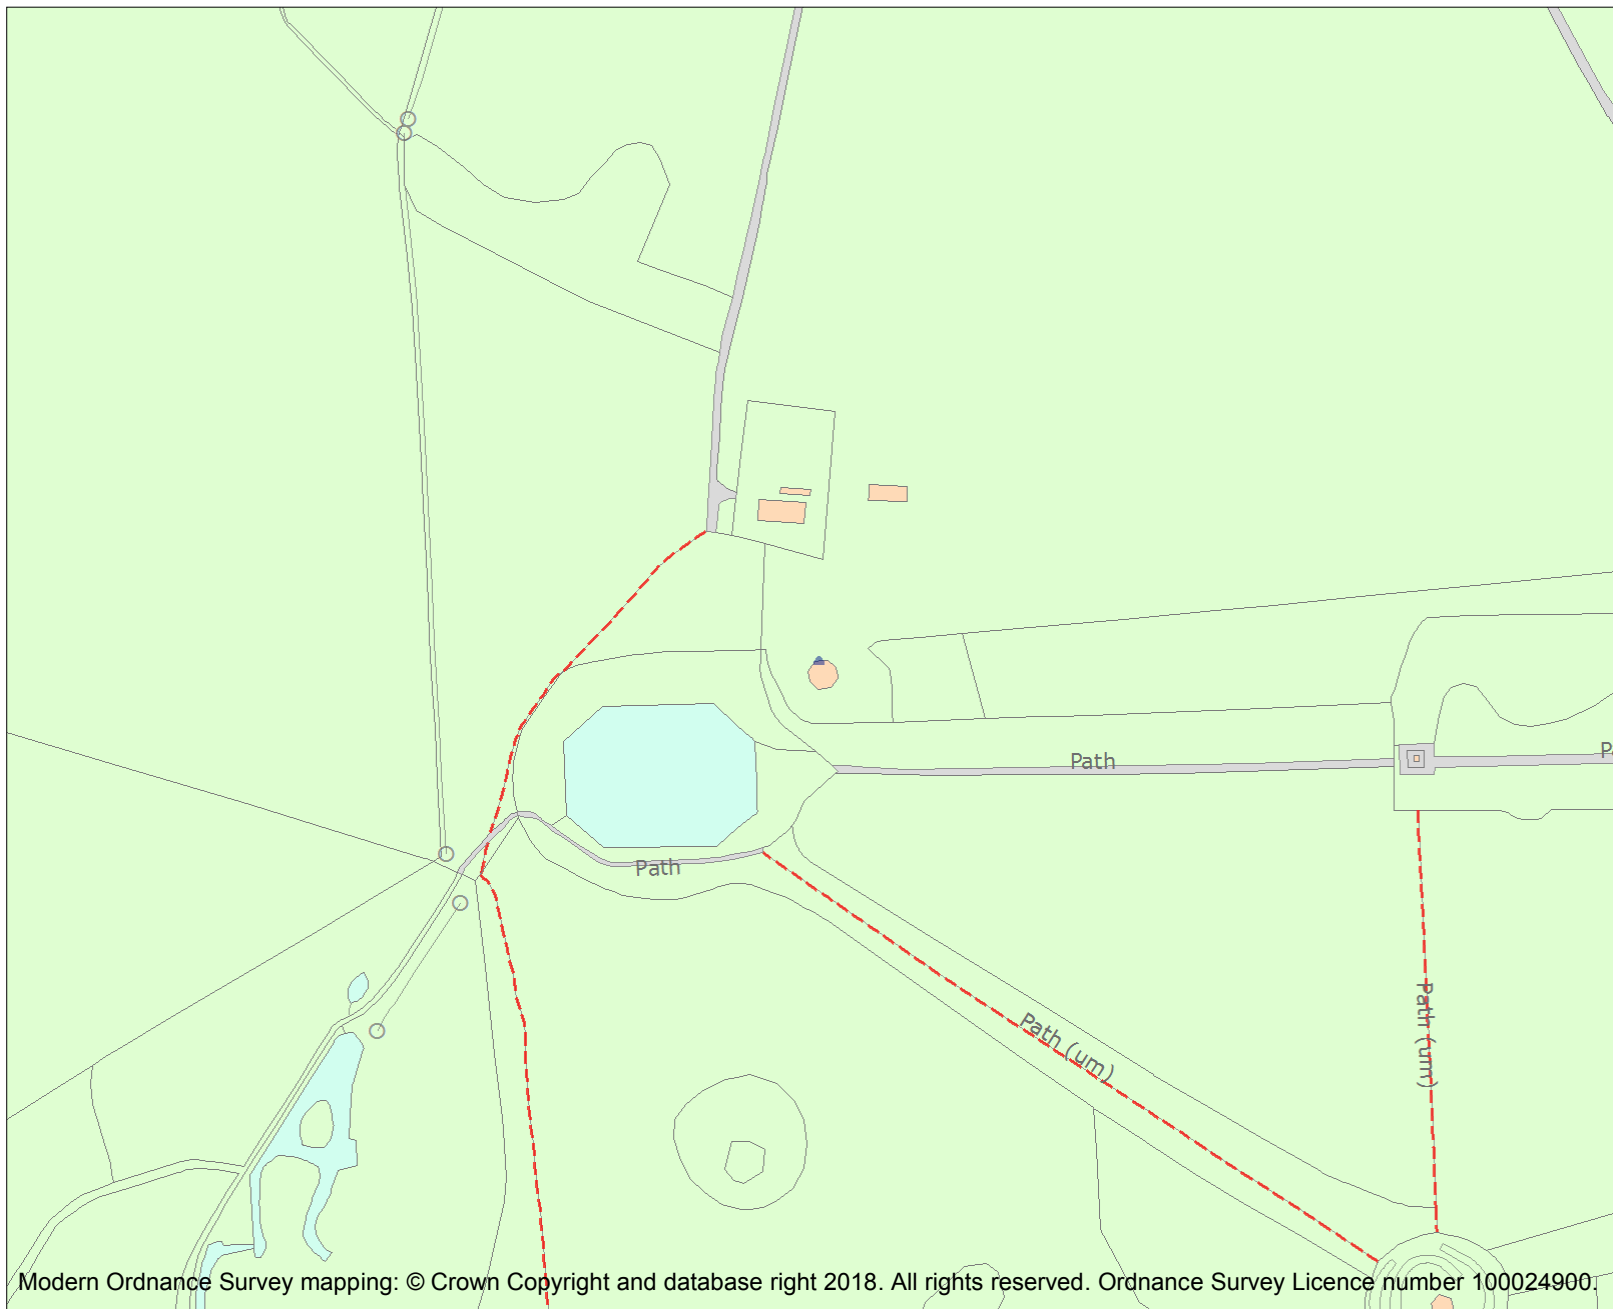 Path
P
Path
Path (um)
Path (um)
Modern Ordnance Survey mapping: © Crown Copyright and database right 2018. All rights reserved. Ordnance Survey Licence number 100024900.